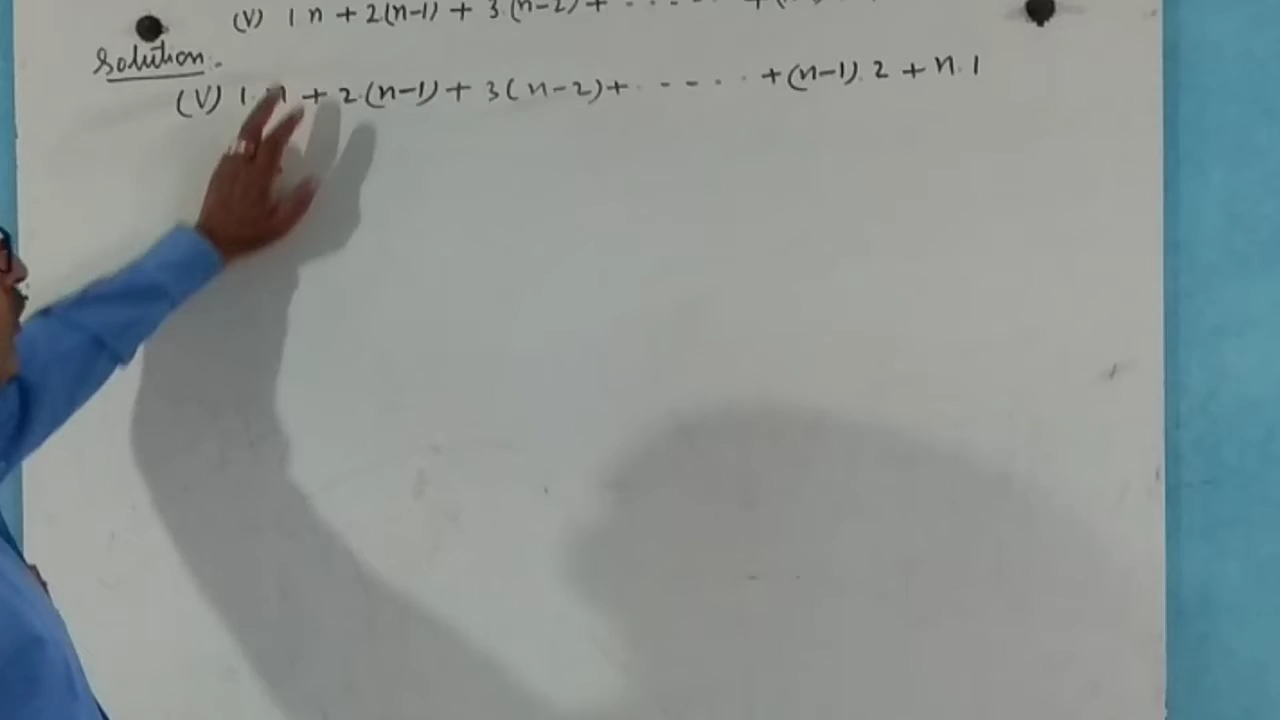 (V) 1 n + 2(n-1) + 3(n-2) + - - - - - +(
Solution :-
(V) 1. n + 2.(n-1) + 3(n-2) + - - - - +(n-1). 2 + n. 1